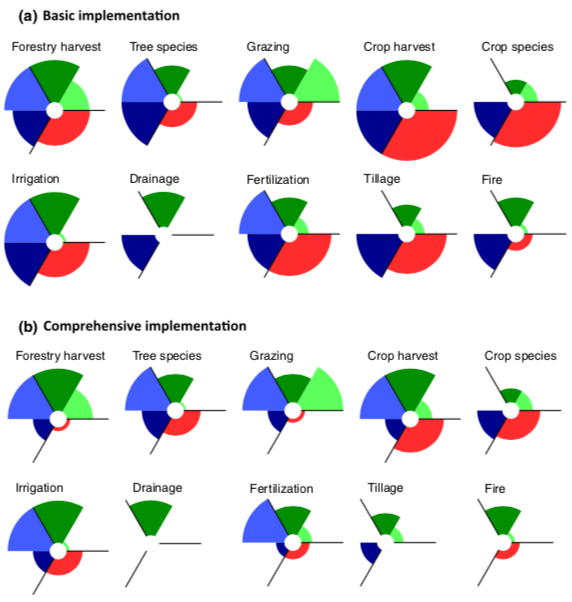 (a) Basic implementation
Forestry harvest Tree species Grazing Crop harvest Crop species
Irrigation Drainage Fertilization Tillage Fire
(b) Comprehensive implementation
Forestry harvest Tree species Grazing Crop harvest Crop species
Irrigation Drainage Fertilization Tillage Fire